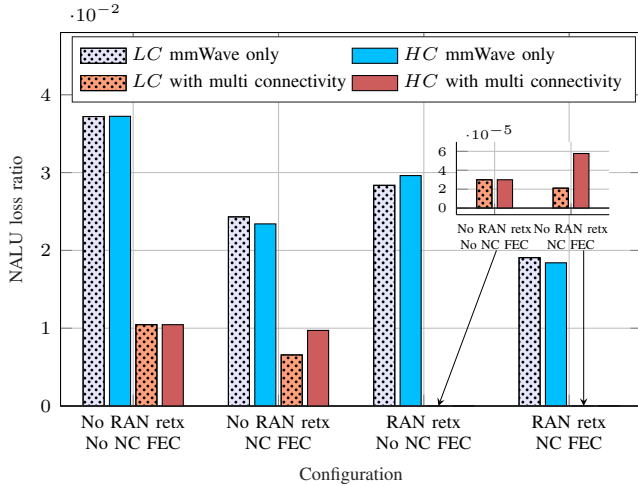 ·10⁻²
LC mmWave only
HC mmWave only
LC with multi connectivity
HC with multi connectivity
4
3
2
1
0
NALU loss ratio
·10⁻⁵
6
4
2
0
No RAN retx No RAN retx
No NC FEC NC FEC
No RAN retx No RAN retx RAN retx RAN retx
No NC FEC NC FEC No NC FEC NC FEC
Configuration